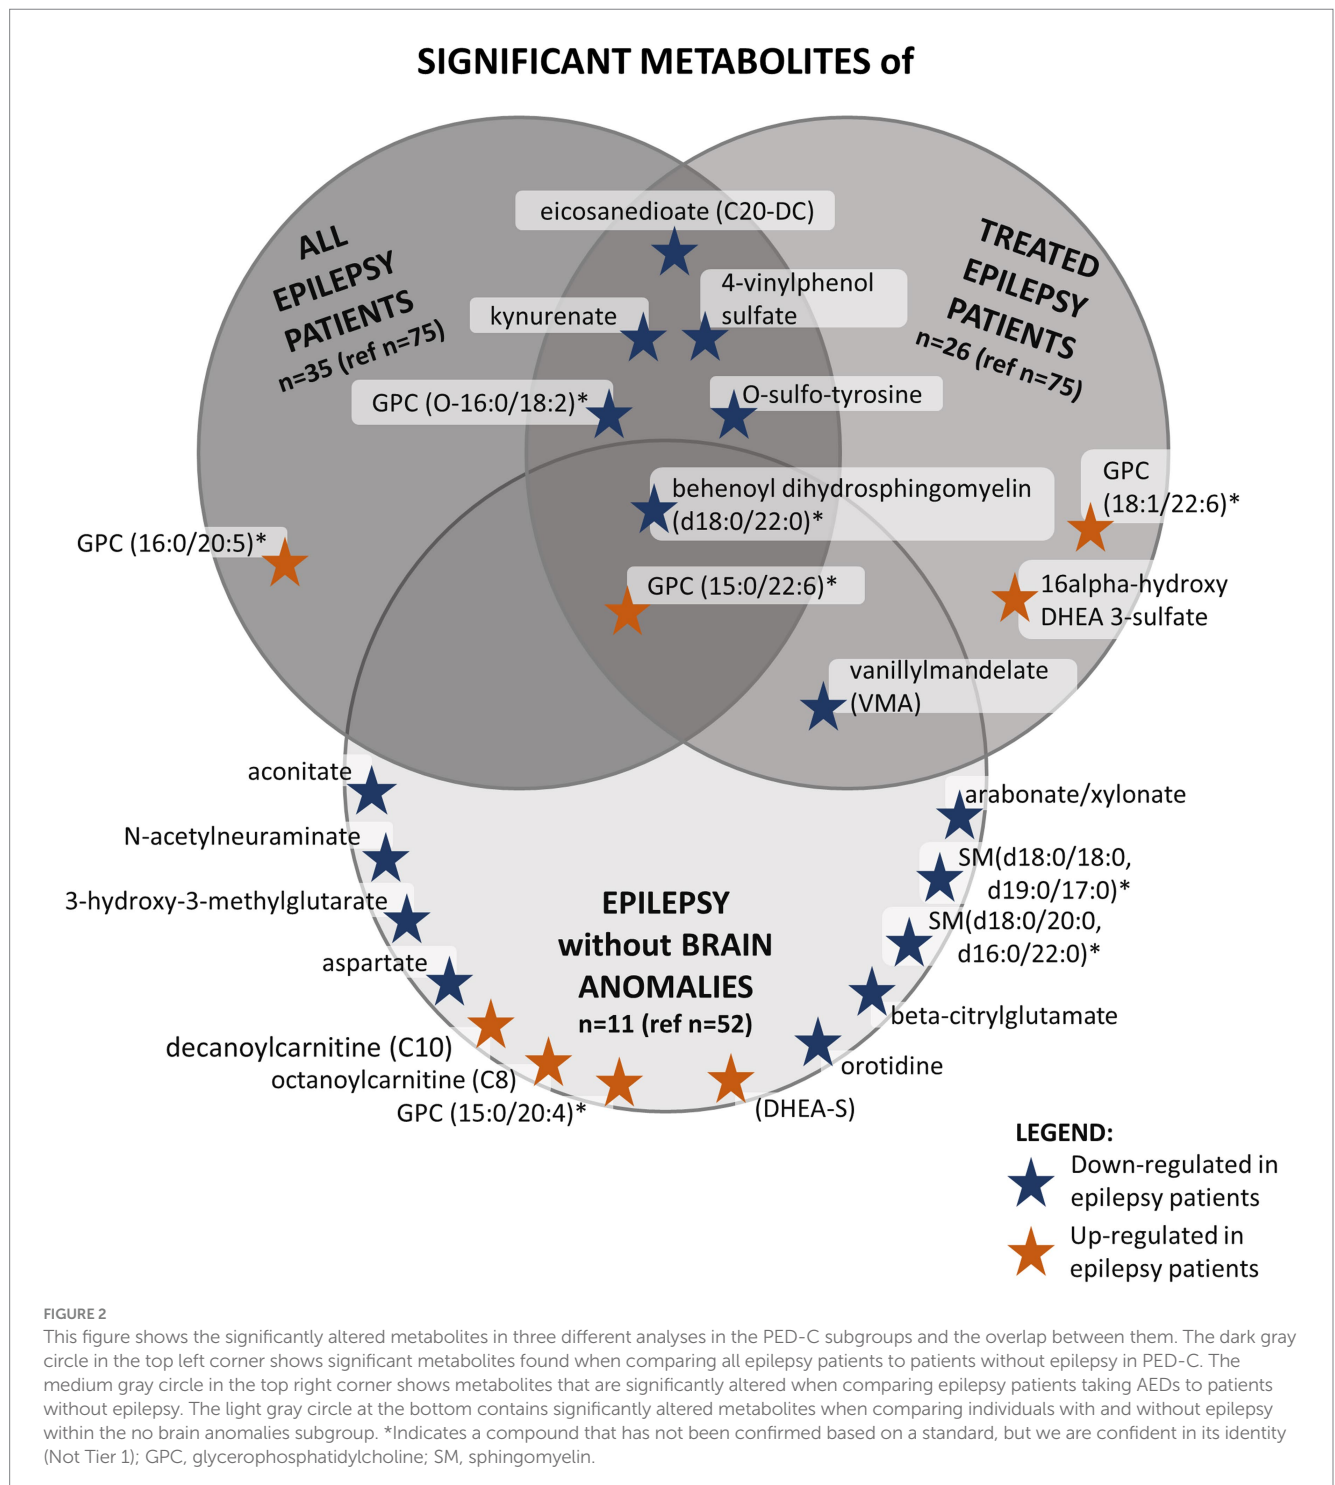 SIGNIFICANT METABOLITES of
ALL
EPILEPSY
PATIENTS
n=35 (ref n=75)
TREATED
EPILEPSY
PATIENTS
n=26 (ref n=75)
eicosanedioate (C20-DC)
4-vinylphenol
sulfate
kynurenate
GPC (O-16:0/18:2)*
O-sulfo-tyrosine
behenoyl dihydrosphingomyelin
(d18:0/22:0)*
GPC
(18:1/22:6)*
GPC (16:0/20:5)*
GPC (15:0/22:6)*
16alpha-hydroxy
DHEA 3-sulfate
vanillylmandelate
(VMA)
aconitate
N-acetylneuraminate
3-hydroxy-3-methylglutarate
aspartate
decanoylcarnitine (C10)
octanoylcarnitine (C8)
GPC (15:0/20:4)*
EPILEPSY
without BRAIN
ANOMALIES
n=11 (ref n=52)
arabonate/xylonate
SM(d18:0/18:0,
d19:0/17:0)*
SM(d18:0/20:0,
d16:0/22:0)*
beta-citrylglutamate
orotidine
(DHEA-S)
LEGEND:
Down-regulated in
epilepsy patients
Up-regulated in
epilepsy patients
FIGURE 2
This figure shows the significantly altered metabolites in three different analyses in the PED-C subgroups and the overlap between them. The dark gray
circle in the top left corner shows significant metabolites found when comparing all epilepsy patients to patients without epilepsy in PED-C. The
medium gray circle in the top right corner shows metabolites that are significantly altered when comparing epilepsy patients taking AEDs to patients
without epilepsy. The light gray circle at the bottom contains significantly altered metabolites when comparing individuals with and without epilepsy
within the no brain anomalies subgroup. *Indicates a compound that has not been confirmed based on a standard, but we are confident in its identity
(Not Tier 1); GPC, glycerophosphatidylcholine; SM, sphingomyelin.